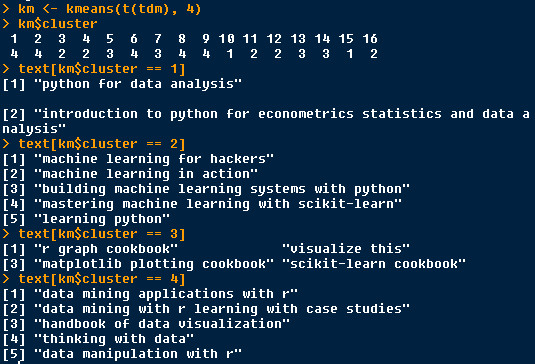 > km <- kmeans(t(tdm), 4)
> km$cluster
1 2 3 4 5 6 7 8 9 10 11 12 13 14 15 16
4 4 2 2 3 4 3 4 4 1 2 2 3 3 1 2
> text[km$cluster == 1]
[1] "python for data analysis"
[2] "introduction to python for econometrics statistics and data a
nalysis"
> text[km$cluster == 2]
[1] "machine learning for hackers"
[2] "machine learning in action"
[3] "building machine learning systems with python"
[4] "mastering machine learning with scikit-learn"
[5] "learning python"
> text[km$cluster == 3]
[1] "r graph cookbook" "visualize this"
[3] "matplotlib plotting cookbook" "scikit-learn cookbook"
> text[km$cluster == 4]
[1] "data mining applications with r"
[2] "data mining with r learning with case studies"
[3] "handbook of data visualization"
[4] "thinking with data"
[5] "data manipulation with r"